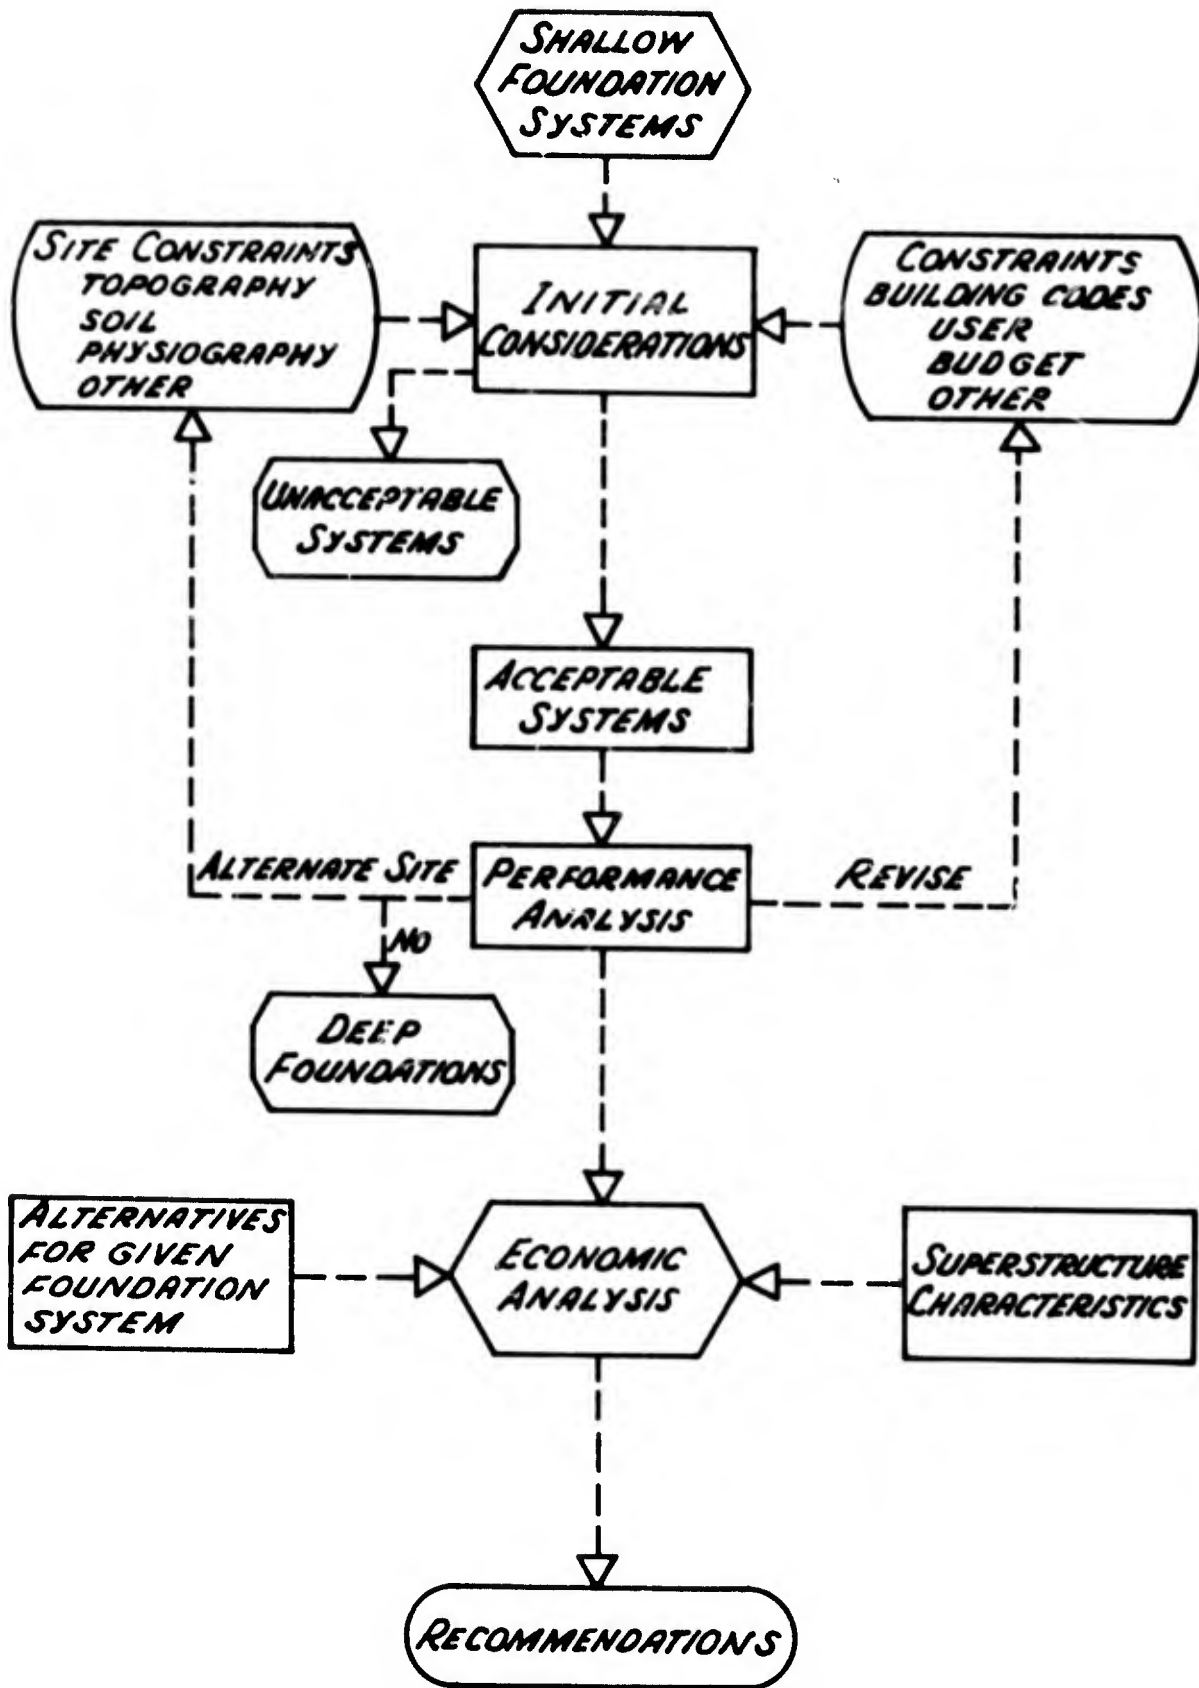 SHALLOW
FOUNDATION
SYSTEMS
SITE CONSTRAINTS
TOPOGRAPHY
SOIL
PHYSIOGRAPHY
OTHER
INITIAL
CONSIDERATIONS
CONSTRAINTS
BUILDING CODES
USER
BUDGET
OTHER
UNACCEPTABLE
SYSTEMS
ACCEPTABLE
SYSTEMS
ALTERNATE SITE
PERFORMANCE
ANALYSIS
REVISE
NO
DEEP
FOUNDATIONS
ALTERNATIVES
FOR GIVEN
FOUNDATION
SYSTEM
ECONOMIC
ANALYSIS
SUPERSTRUCTURE
CHARACTERISTICS
RECOMMENDATIONS